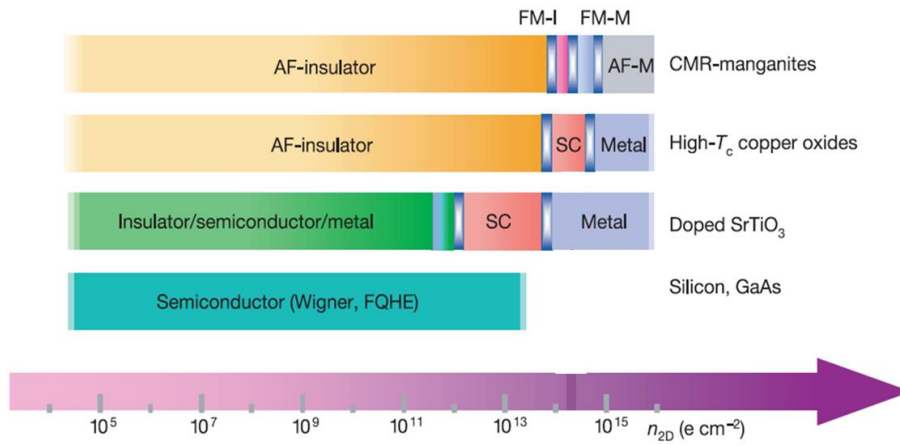 FM-I FM-M
AF-insulator AF-M CMR-manganites
AF-insulator SC Metal High-Tc copper oxides
Insulator/semiconductor/metal SC Metal Doped SrTiO3
Semiconductor (Wigner, FQHE) Silicon, GaAs
10^5 10^7 10^9 10^11 10^13 10^15 n2D (e cm^-2)